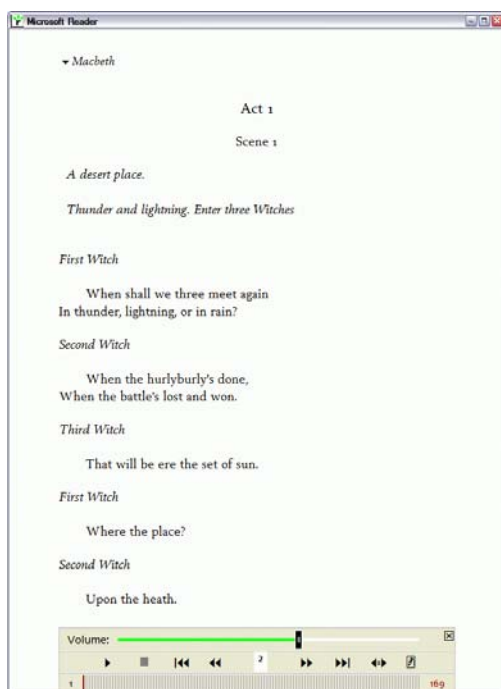 Microsoft Reader
Macbeth
Act 1
Scene 1
A desert place.
Thunder and lightning. Enter three Witches
First Witch
When shall we three meet again
In thunder, lightning, or in rain?
Second Witch
When the hurlyburly's done,
When the battle's lost and won.
Third Witch
That will be ere the set of sun.
First Witch
Where the place?
Second Witch
Upon the heath.
Volume:
2
1 169